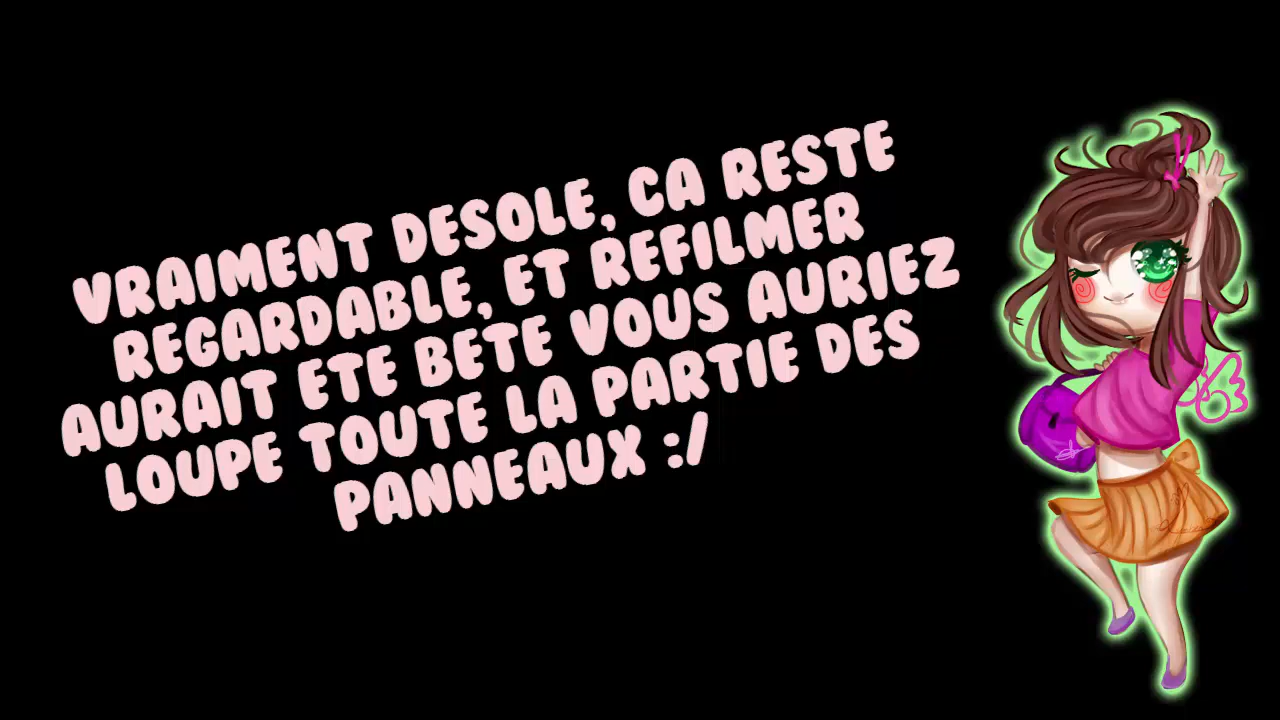 VRAIMENT DESOLE, CA RESTE
REGARDABLE, ET REFILMER
AURAIT ETE BETE VOUS AURIEZ
LOUPE TOUTE LA PARTIE DES
PANNEAUX :/